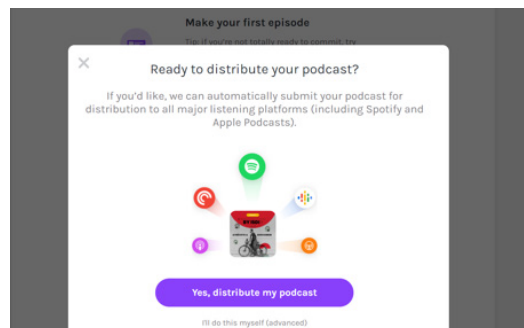 Make your first episode
Tip: if you're not totally ready to commit, try
Ready to distribute your podcast?
If you'd like, we can automatically submit your podcast for
distribution to all major listening platforms (including Spotify and
Apple Podcasts).
Yes, distribute my podcast
I'll do this myself (advanced)